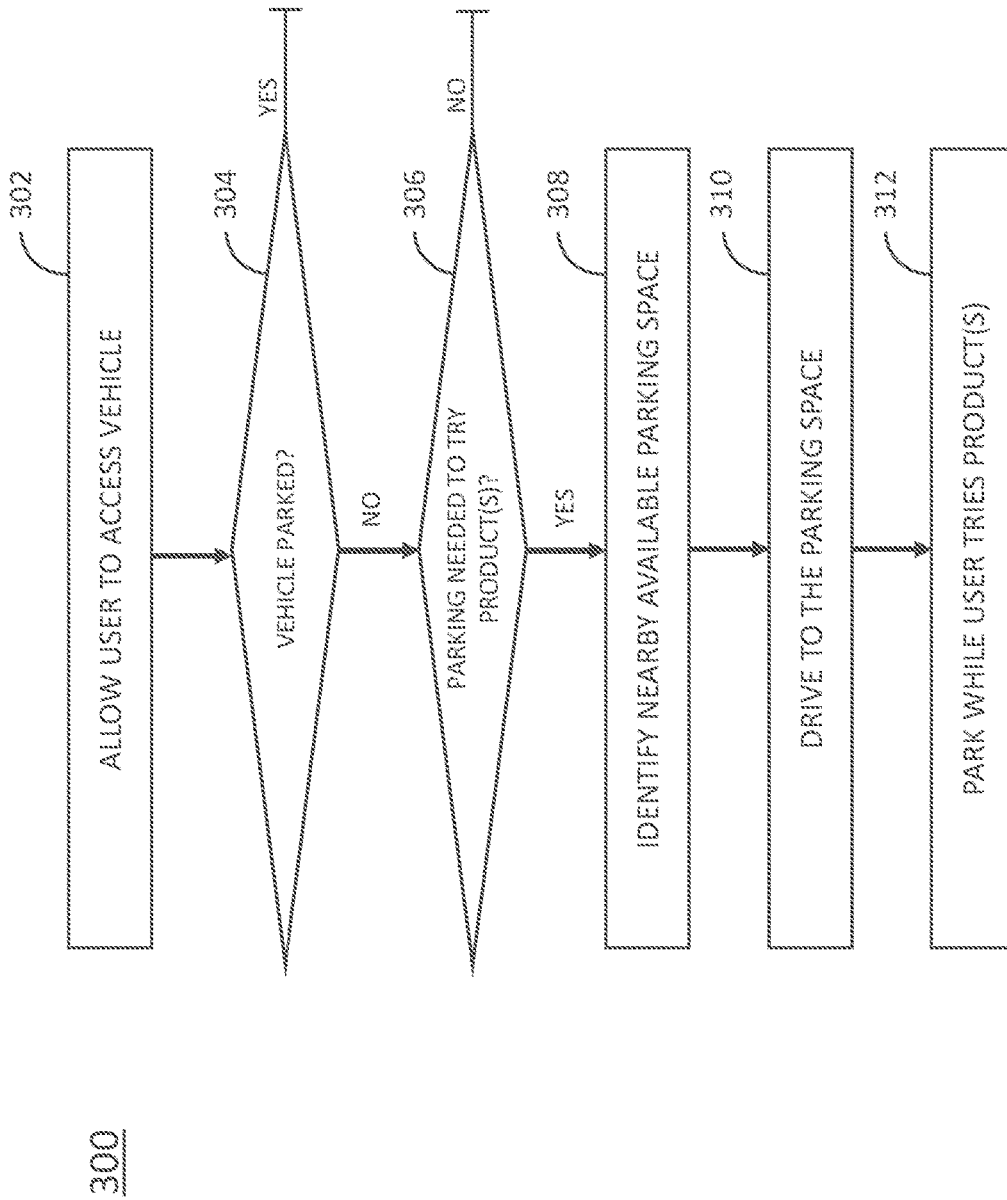 300
302
ALLOW USER TO ACCESS VEHICLE
304
VEHICLE PARKED?
YES
NO
306
PARKING NEEDED TO TRY
PRODUCT(S)?
NO
YES
308
IDENTIFY NEARBY AVAILABLE PARKING SPACE
310
DRIVE TO THE PARKING SPACE
312
PARK WHILE USER TRIES PRODUCT(S)